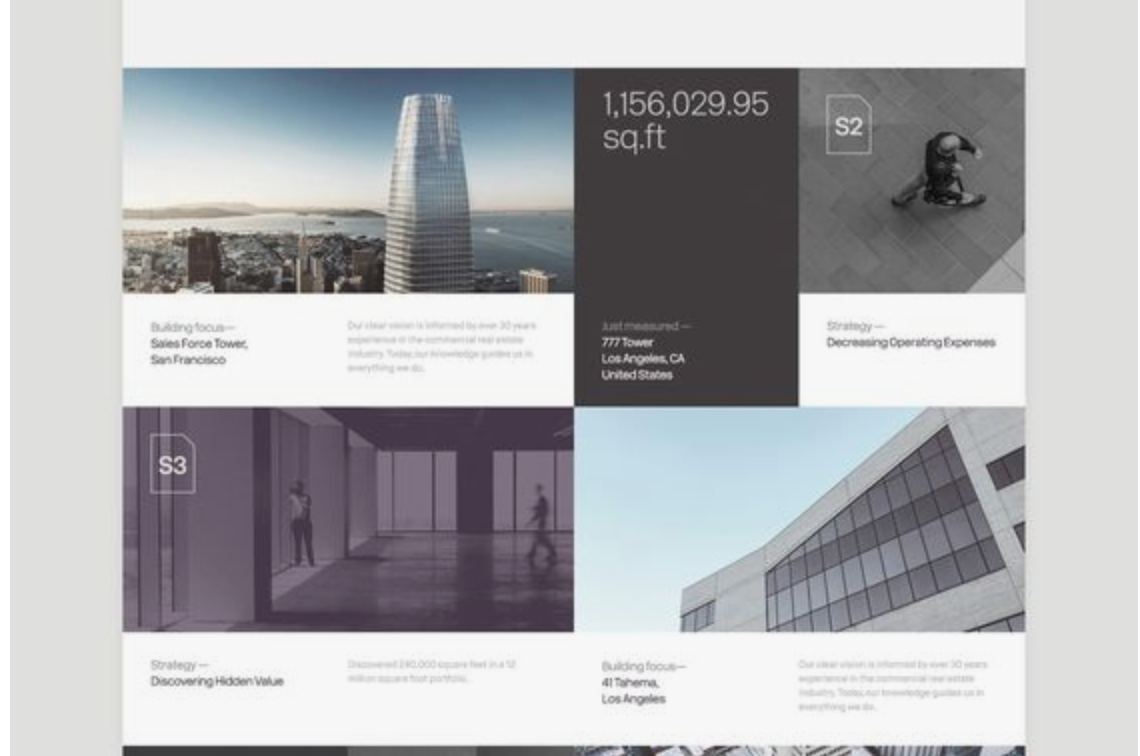 1,156,029.95
sq.ft
S2
Building focus—
Sales Force Tower,
San Francisco
Our clear vision is informed by over 30 years
experience in the commercial real estate
industry. Today, our knowledge guides us in
everything we do.
Just measured —
777 Tower
Los Angeles, CA
United States
Strategy —
Decreasing Operating Expenses
S3
Strategy —
Discovering Hidden Value
Discovered 240,000 square feet in a 12
million square foot portfolio.
Building focus—
41 Tehema,
Los Angeles
Our clear vision is informed by over 30 years
experience in the commercial real estate
industry. Today, our knowledge guides us in
everything we do.